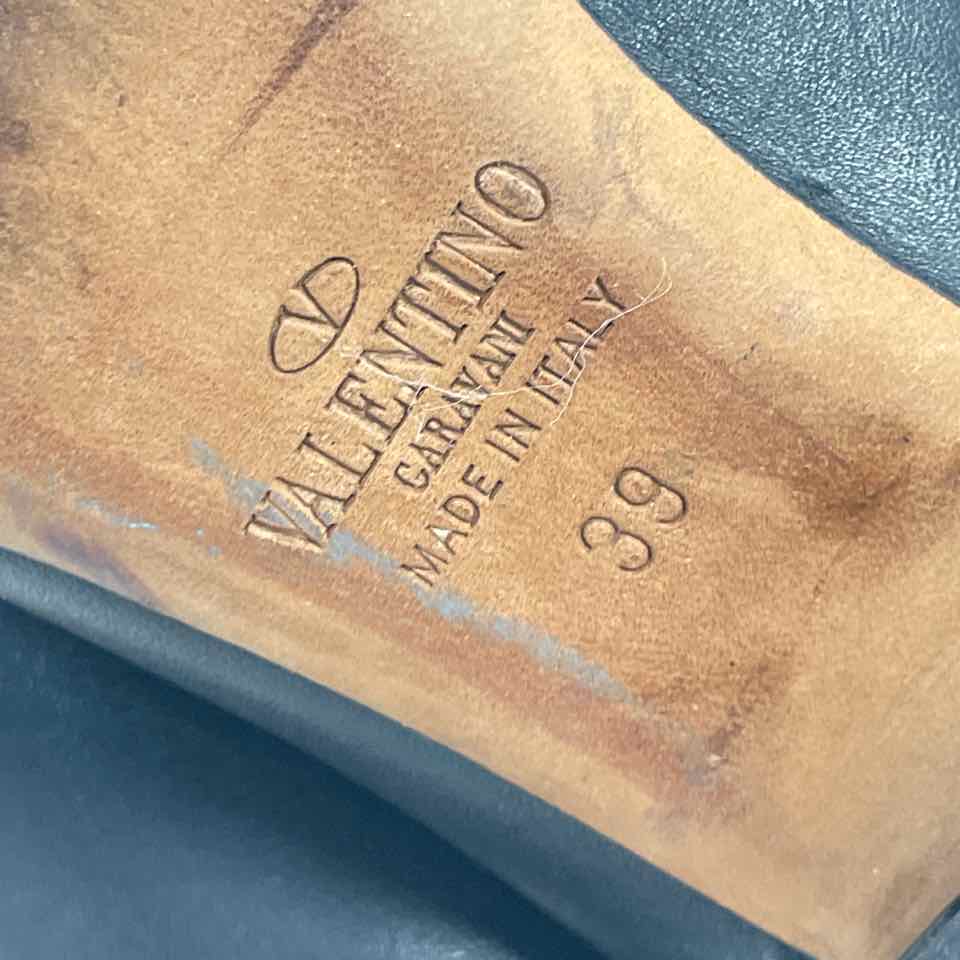 V
VALENTINO
GARAVANI
MADE IN ITALY
39